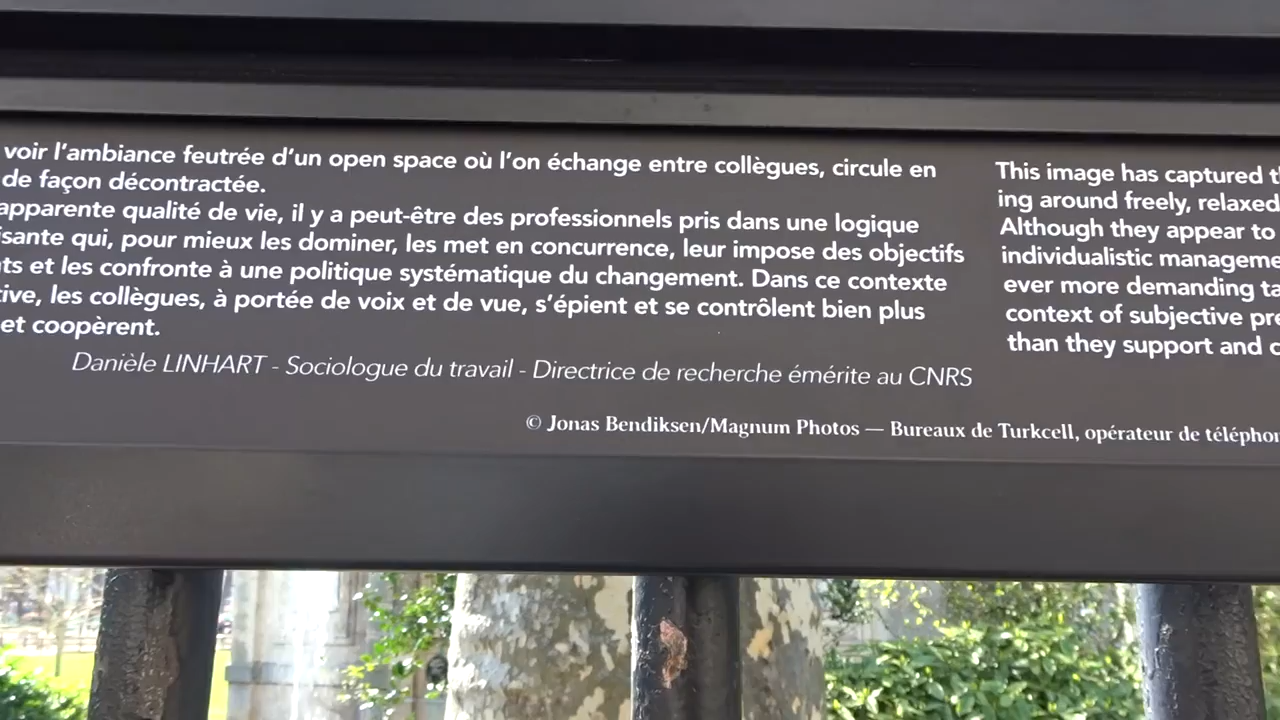 voir l'ambiance feutrée d'un open space où l'on échange entre collègues, circule en
de façon décontractée.
apparente qualité de vie, il y a peut-être des professionnels pris dans une logique
isante qui, pour mieux les dominer, les met en concurrence, leur impose des objectifs
ts et les confronte à une politique systématique du changement. Dans ce contexte
tive, les collègues, à portée de voix et de vue, s'épient et se contrôlent bien plus
et coopèrent.
Danièle LINHART - Sociologue du travail - Directrice de recherche émérite au CNRS
This image has captured t
ing around freely, relaxed
Although they appear to
individualistic manageme
ever more demanding ta
context of subjective pre
than they support and c
© Jonas Bendiksen/Magnum Photos — Bureaux de Turkcell, opérateur de télépho